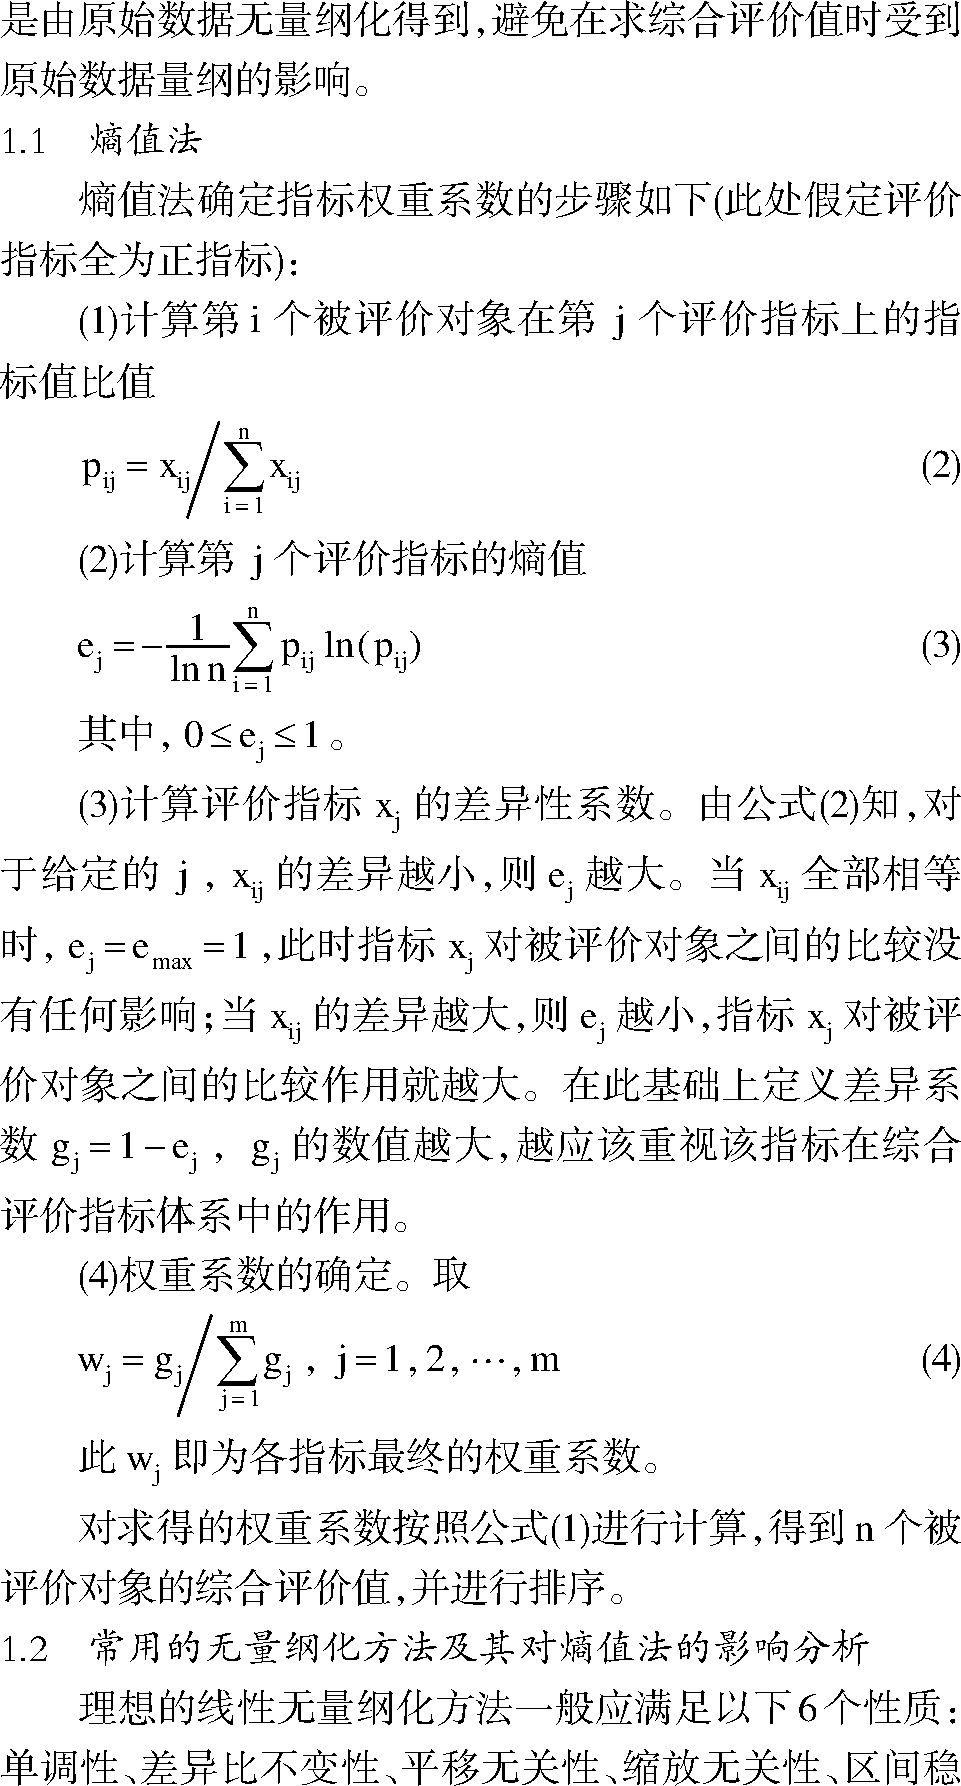 是由原始数据无量纲化得到,避免在求综合评价值时受到
原始数据量纲的影响。
1.1 熵值法
熵值法确定指标权重系数的步骤如下(此处假定评价
指标全为正指标):
(1)计算第 i 个被评价对象在第 j 个评价指标上的指
标值比值
p_{ij} = x_{ij} / \sum_{i=1}^{n} x_{ij} (2)
(2)计算第 j 个评价指标的熵值
e_j = -\frac{1}{\ln n} \sum_{i=1}^{n} p_{ij} \ln(p_{ij}) (3)
其中, 0 ≤ e_j ≤ 1 。
(3)计算评价指标 x_j 的差异性系数。由公式(2)知,对
于给定的 j , x_{ij} 的差异越小,则 e_j 越大。当 x_{ij} 全部相等
时, e_j = e_{max} = 1 ,此时指标 x_j 对被评价对象之间的比较没
有任何影响;当 x_{ij} 的差异越大,则 e_j 越小,指标 x_j 对被评
价对象之间的比较作用就越大。在此基础上定义差异系
数 g_j = 1 - e_j , g_j 的数值越大,越应该重视该指标在综合
评价指标体系中的作用。
(4)权重系数的确定。取
w_j = g_j / \sum_{j=1}^{m} g_j , j = 1 , 2 , ⋯ , m (4)
此 w_j 即为各指标最终的权重系数。
对求得的权重系数按照公式(1)进行计算,得到 n 个被
评价对象的综合评价值,并进行排序。
1.2 常用的无量纲化方法及其对熵值法的影响分析
理想的线性无量纲化方法一般应满足以下6个性质:
单调性、差异比不变性、平移无关性、缩放无关性、区间稳